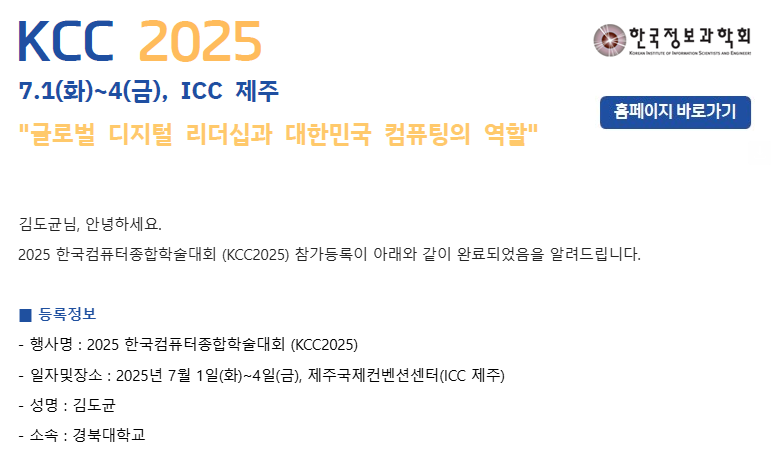 KCC 2025
한국정보과학회
KOREAN INSTITUTE OF INFORMATION SCIENTISTS AND ENGINEERS
7.1(화)~4(금), ICC 제주
홈페이지 바로가기
"글로벌 디지털 리더십과 대한민국 컴퓨팅의 역할"
김도균님, 안녕하세요.
2025 한국컴퓨터종합학술대회 (KCC2025) 참가등록이 아래와 같이 완료되었음을 알려드립니다.
■ 등록정보
- 행사명 : 2025 한국컴퓨터종합학술대회 (KCC2025)
- 일자및장소 : 2025년 7월 1일(화)~4일(금), 제주국제컨벤션센터(ICC 제주)
- 성명 : 김도균
- 소속 : 경북대학교